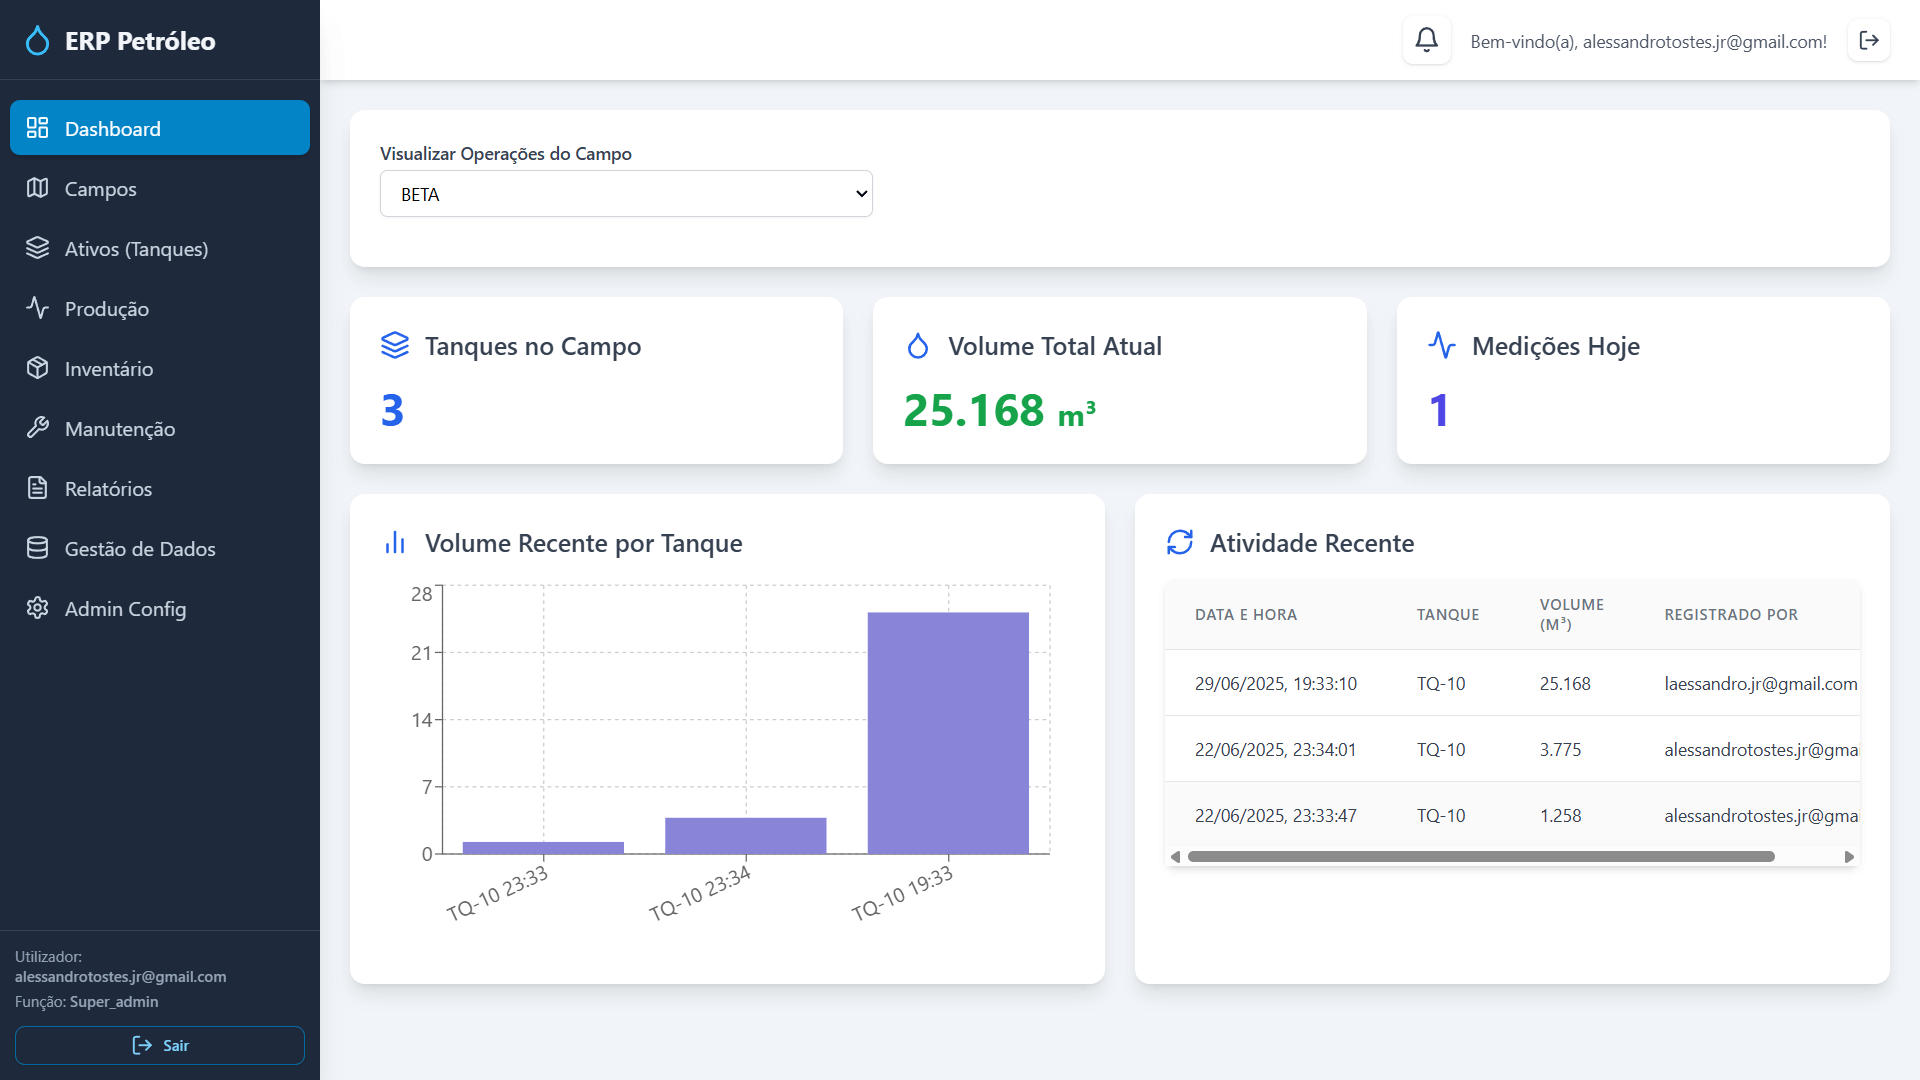 ERP Petróleo
Bem-vindo(a), alessandrotostes.jr@gmail.com!
Dashboard
Campos
Ativos (Tanques)
Produção
Inventário
Manutenção
Relatórios
Gestão de Dados
Admin Config
Utilizador:
alessandrotostes.jr@gmail.com
Função: Super_admin
Sair
Visualizar Operações do Campo
BETA
Tanques no Campo
3
Volume Total Atual
25.168 m³
Medições Hoje
1
Volume Recente por Tanque
28
21
14
7
0
TQ-10 23:33
TQ-10 23:34
TQ-10 19:33
Atividade Recente
DATA E HORA TANQUE VOLUME (M³) REGISTRADO POR
29/06/2025, 19:33:10 TQ-10 25.168 laessandro.jr@gmail.com
22/06/2025, 23:34:01 TQ-10 3.775 alessandrotostes.jr@gma
22/06/2025, 23:33:47 TQ-10 1.258 alessandrotostes.jr@gma